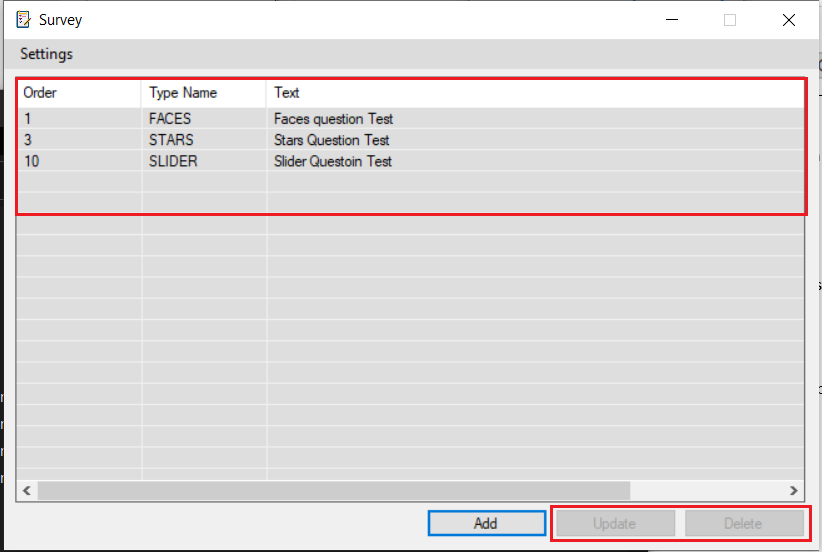 Survey
Settings
Order Type Name Text
1 FACES Faces question Test
3 STARS Stars Question Test
10 SLIDER Slider Questoin Test
Add Update Delete